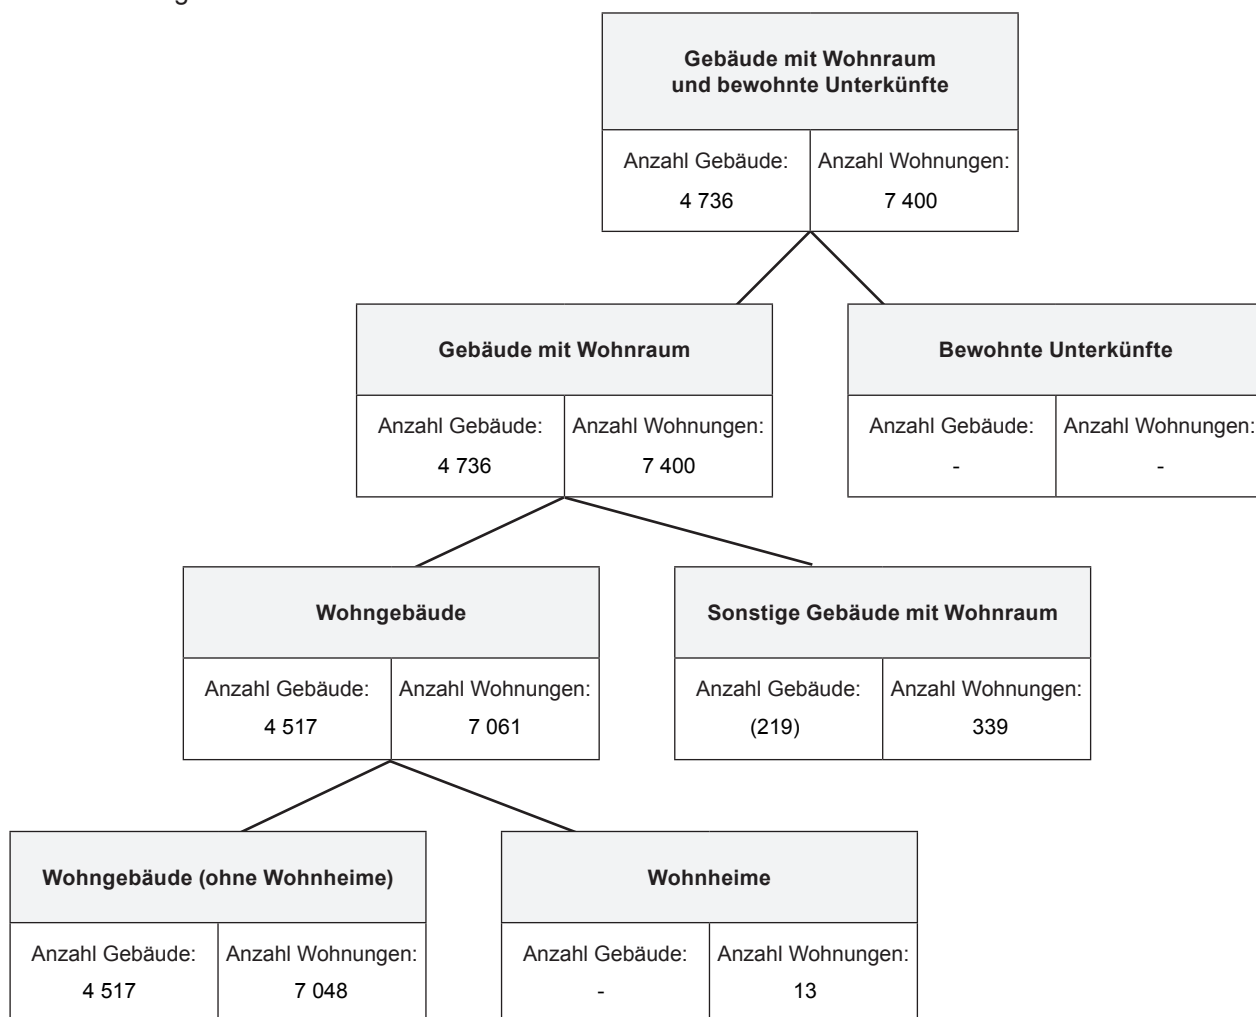 Gebäude mit Wohnraum
und bewohnte Unterkünfte
Anzahl Gebäude: Anzahl Wohnungen:
4 736 7 400
Gebäude mit Wohnraum
Anzahl Gebäude: Anzahl Wohnungen:
4 736 7 400
Bewohnte Unterkünfte
Anzahl Gebäude: Anzahl Wohnungen:
- -
Wohngebäude
Anzahl Gebäude: Anzahl Wohnungen:
4 517 7 061
Sonstige Gebäude mit Wohnraum
Anzahl Gebäude: Anzahl Wohnungen:
(219) 339
Wohngebäude (ohne Wohnheime)
Anzahl Gebäude: Anzahl Wohnungen:
4 517 7 048
Wohnheime
Anzahl Gebäude: Anzahl Wohnungen:
- 13